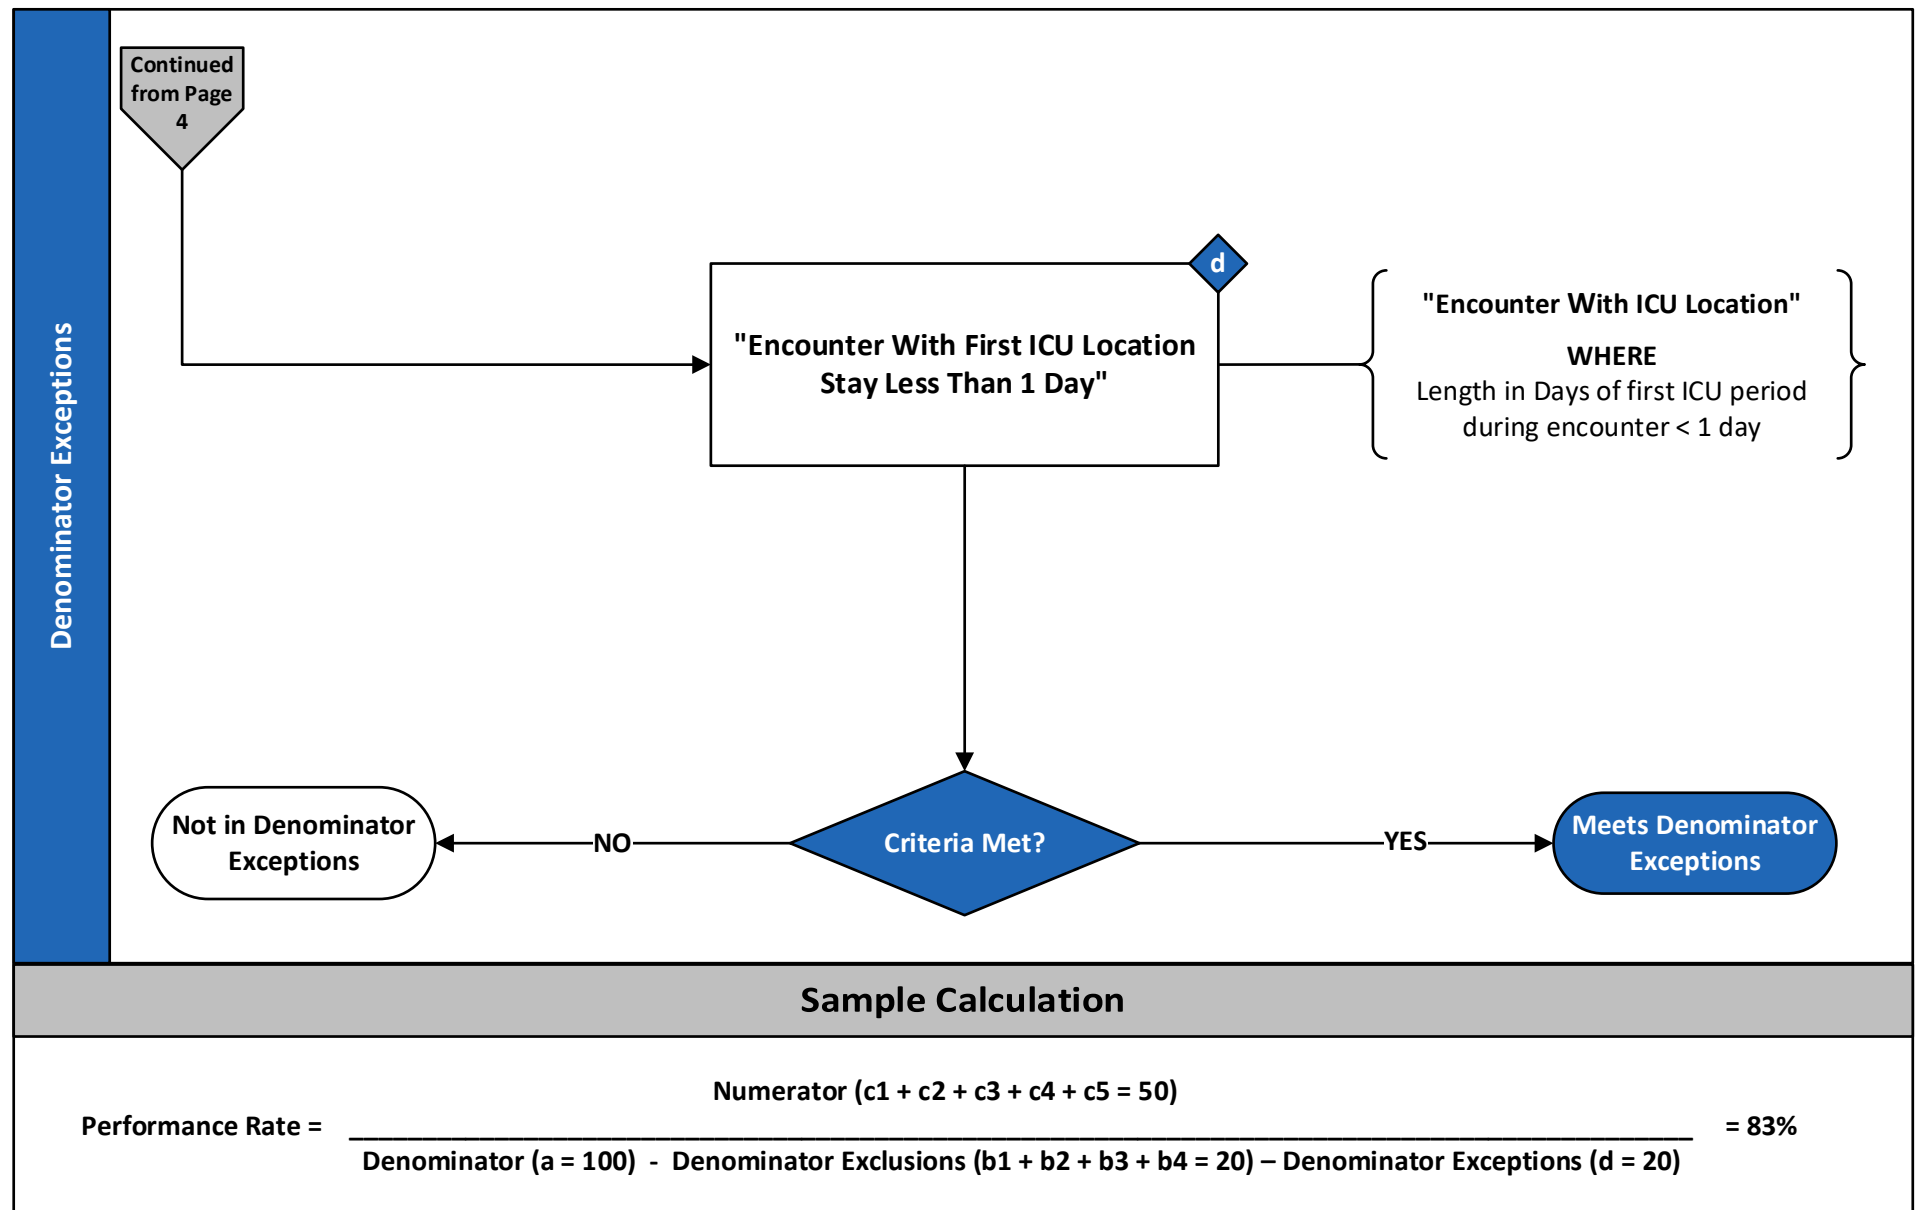 Denominator Exceptions
Continued
from Page
4
d
"Encounter With First ICU Location
Stay Less Than 1 Day"
"Encounter With ICU Location"
WHERE
Length in Days of first ICU period
during encounter < 1 day
Not in Denominator
Exceptions
NO
Criteria Met?
YES
Meets Denominator
Exceptions
Sample Calculation
Numerator (c1 + c2 + c3 + c4 + c5 = 50)
Performance Rate = = 83%
Denominator (a = 100) - Denominator Exclusions (b1 + b2 + b3 + b4 = 20) – Denominator Exceptions (d = 20)